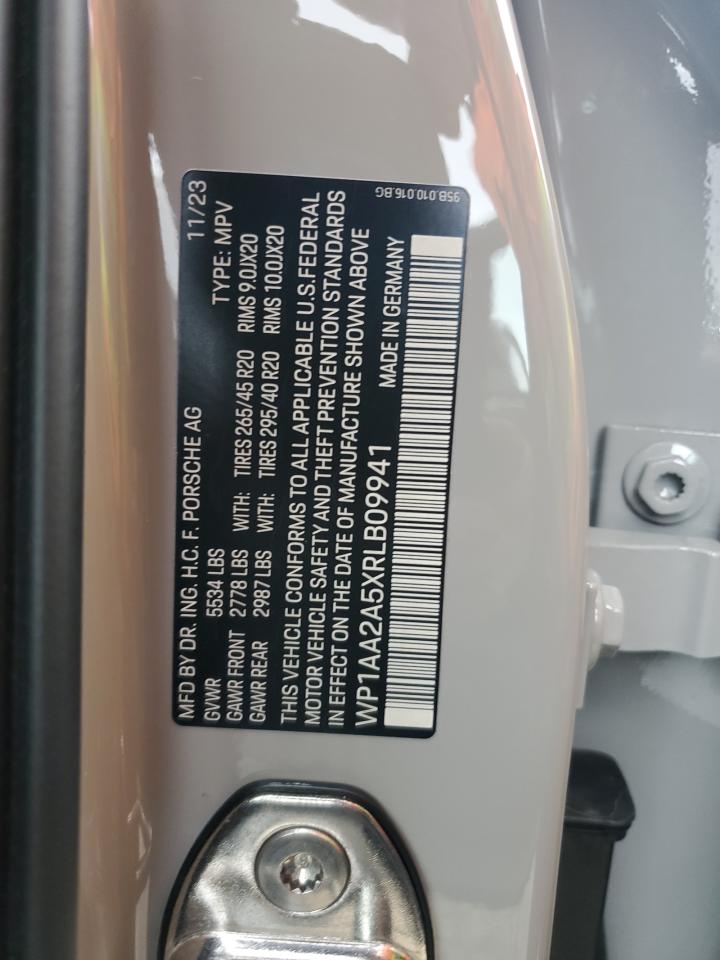 MFD BY DR. ING. H.C. F. PORSCHE AG 11/23
GVWR 5534 LBS TYPE: MPV
GAWR FRONT 2778 LBS WITH: TIRES 265/45 R20 RIMS 9.0JX20
GAWR REAR 2987 LBS WITH: TIRES 295/40 R20 RIMS 10.0JX20
THIS VEHICLE CONFORMS TO ALL APPLICABLE U.S. FEDERAL
MOTOR VEHICLE SAFETY AND THEFT PREVENTION STANDARDS
IN EFFECT ON THE DATE OF MANUFACTURE SHOWN ABOVE
WP1AA2A5XRLB09941 MADE IN GERMANY
95B.010.016.BG